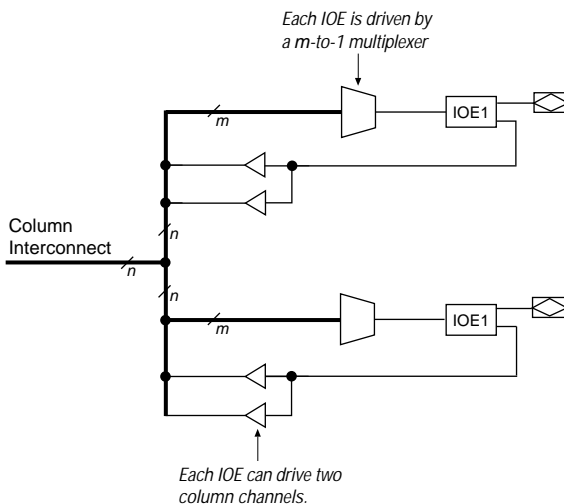 Each IOE is driven by
a m-to-1 multiplexer
m
IOE1
Column
Interconnect
n
n
n
m
IOE1
Each IOE can drive two
column channels.